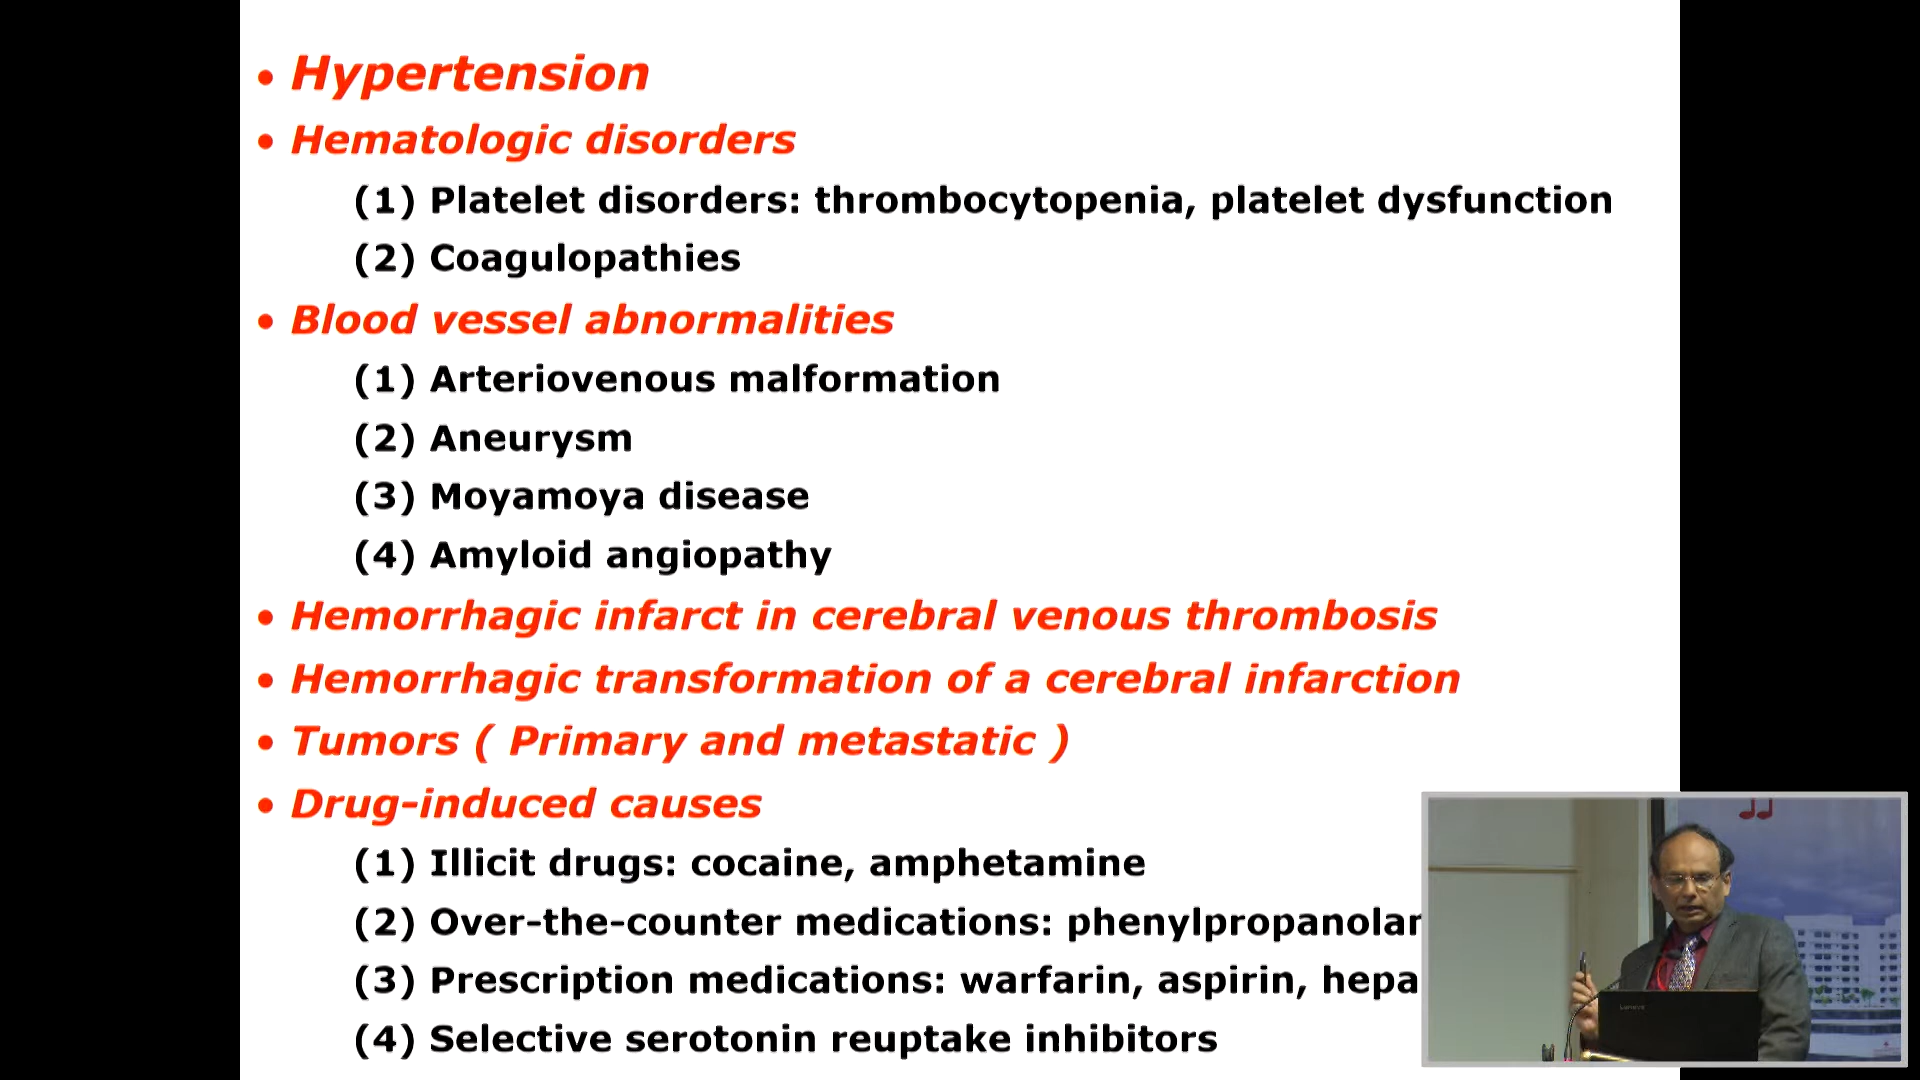 • Hypertension
• Hematologic disorders
(1) Platelet disorders: thrombocytopenia, platelet dysfunction
(2) Coagulopathies
• Blood vessel abnormalities
(1) Arteriovenous malformation
(2) Aneurysm
(3) Moyamoya disease
(4) Amyloid angiopathy
• Hemorrhagic infarct in cerebral venous thrombosis
• Hemorrhagic transformation of a cerebral infarction
• Tumors ( Primary and metastatic )
• Drug-induced causes
(1) Illicit drugs: cocaine, amphetamine
(2) Over-the-counter medications:
(3) Prescription medications: warfarin, aspirin,
(4) Selective serotonin reuptake inhibitors
Lenovo